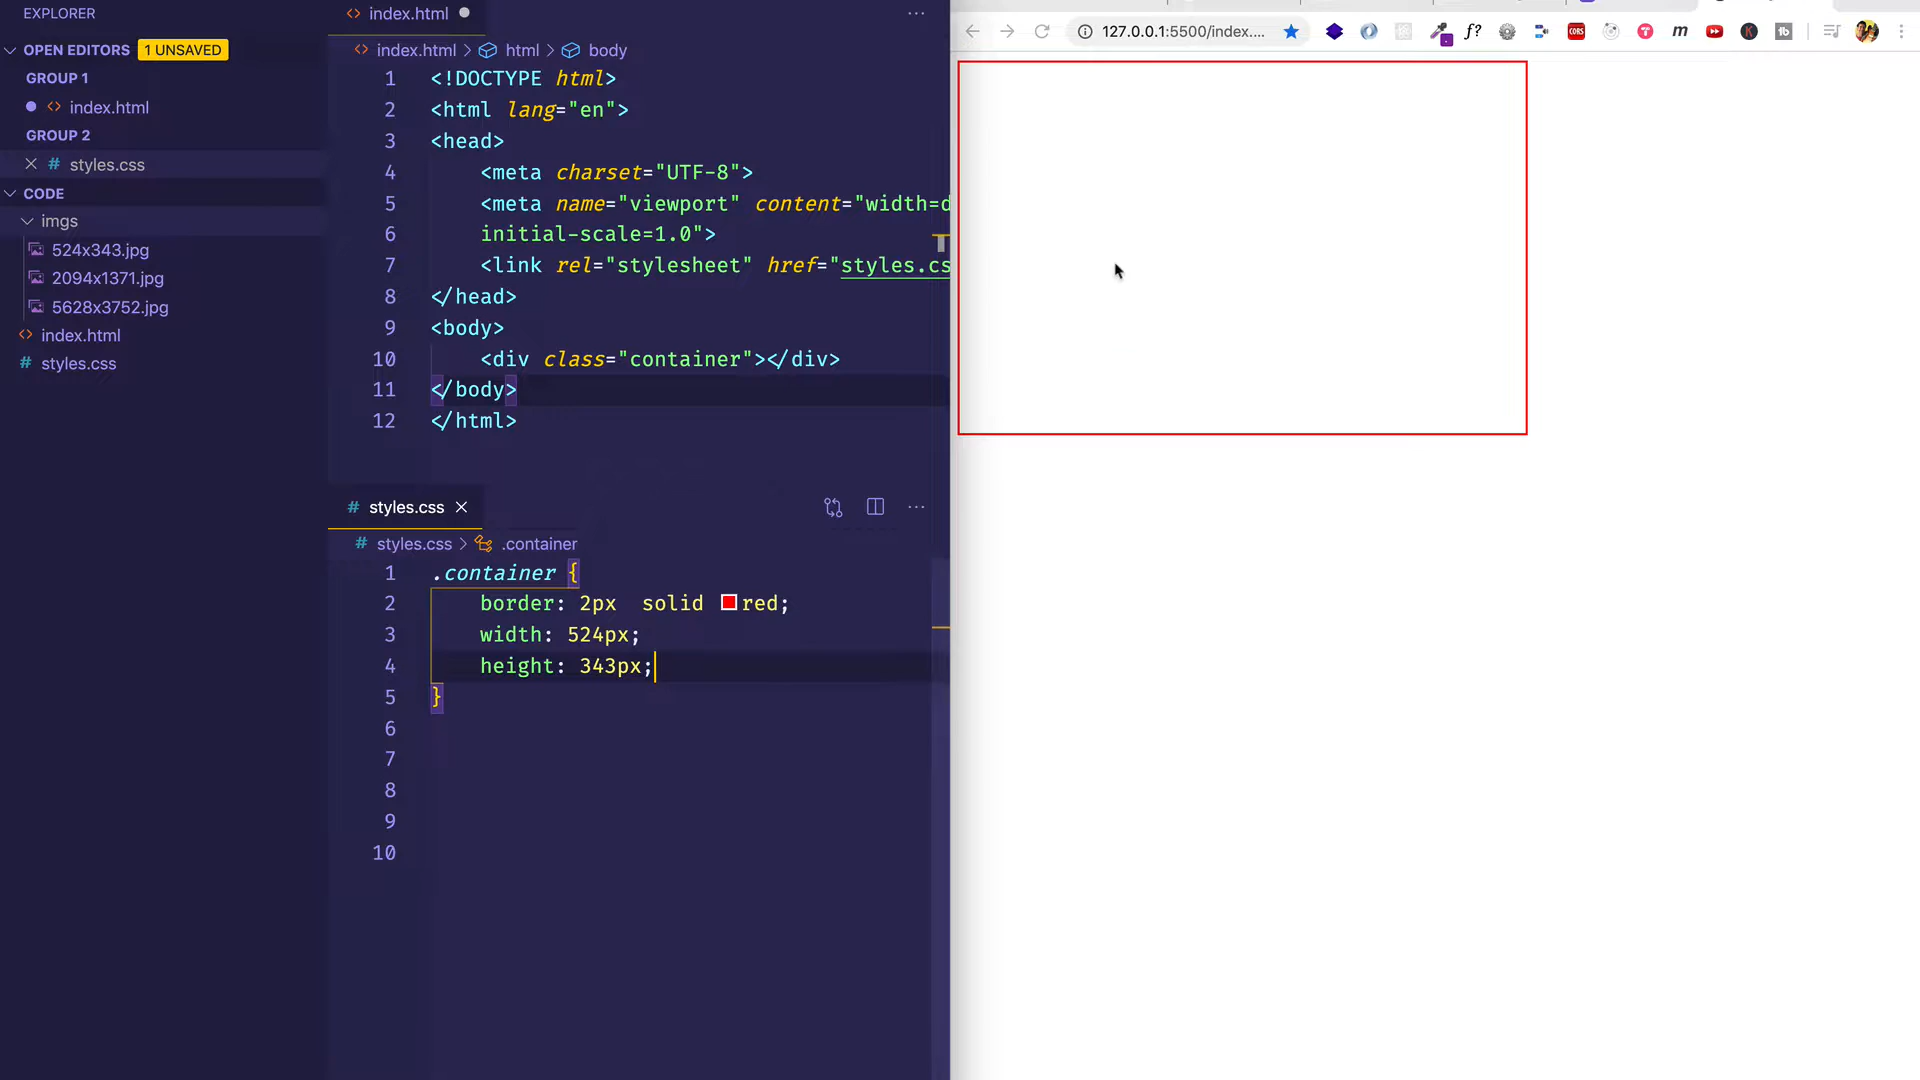 EXPLORER
OPEN EDITORS 1 UNSAVED
GROUP 1
index.html
GROUP 2
styles.css
CODE
imgs
524x343.jpg
2094x1371.jpg
5628x3752.jpg
index.html
styles.css
index.html
index.html > html > body
1 <!DOCTYPE html>
2 <html lang="en">
3 <head>
4 <meta charset="UTF-8">
5 <meta name="viewport" content="width=d
6 initial-scale=1.0">
7 <link rel="stylesheet" href="styles.cs
8 </head>
9 <body>
10 <div class="container"></div>
11 </body>
12 </html>
# styles.css
# styles.css > .container
1 .container {
2 border: 2px  solid red;
3 width: 524px;
4 height: 343px;
5 }
6
7
8
9
10
127.0.0.1:5500/index....
f?
CORS
T
m
K
tb